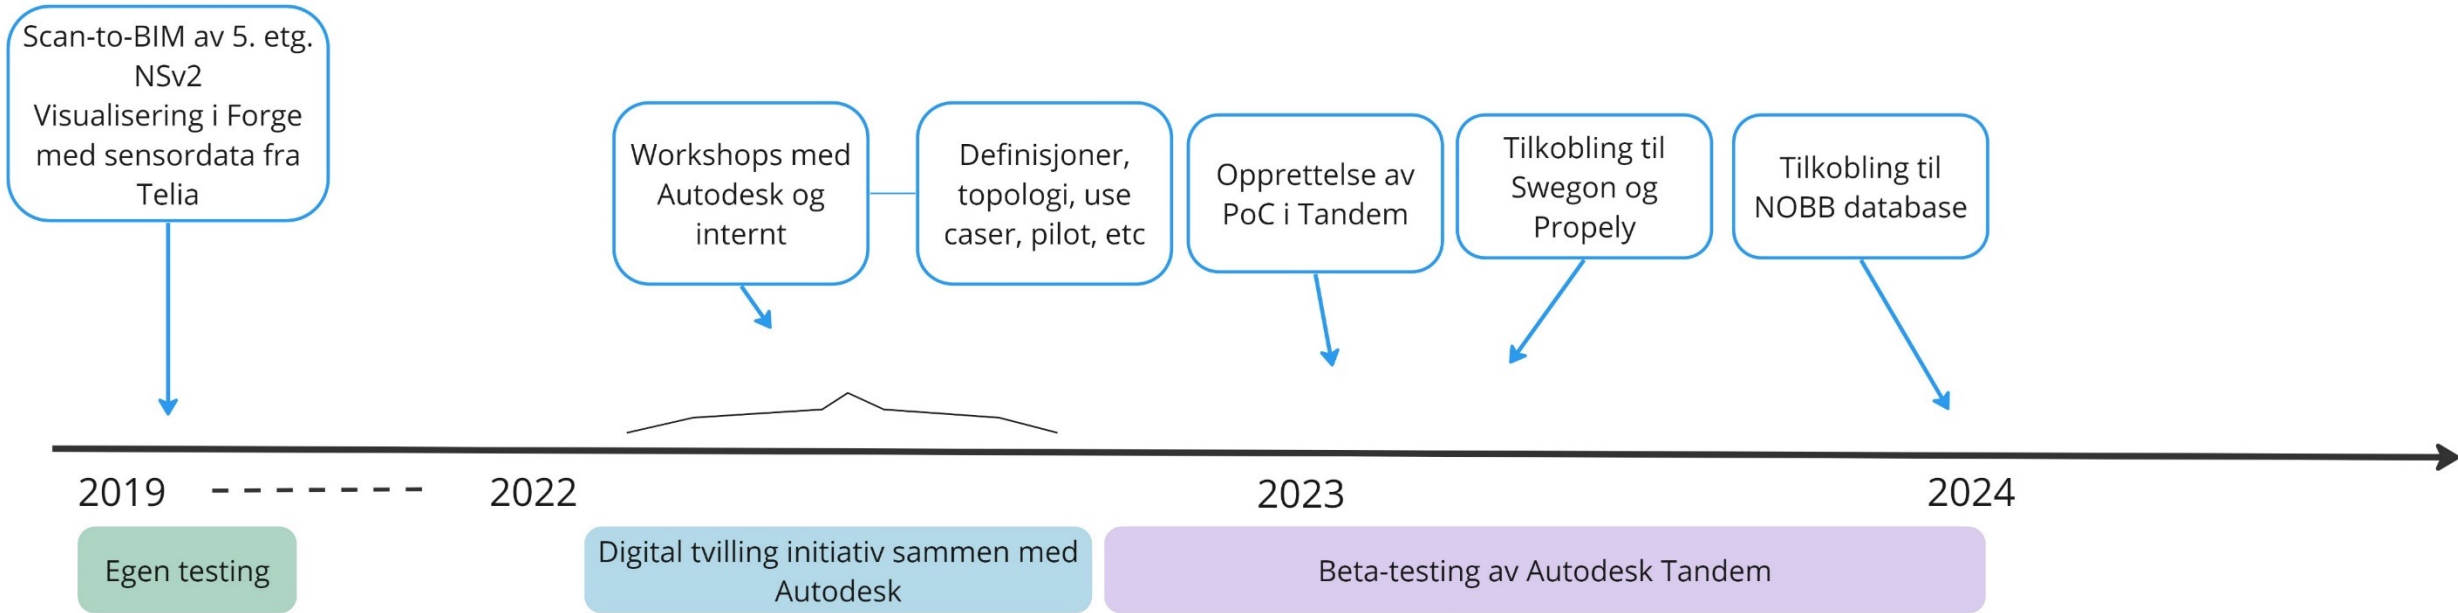 Scan-to-BIM av 5. etg.
NSv2
Visualisering i Forge
med sensordata fra
Telia
Workshops med
Autodesk og
internt
Definisjoner,
topologi, use
caser, pilot, etc
Opprettelse av
PoC i Tandem
Tilkobling til
Swegon og
Propely
Tilkobling til
NOBB database
2019
2022
2023
2024
Egen testing
Digital tvilling initiativ sammen med
Autodesk
Beta-testing av Autodesk Tandem